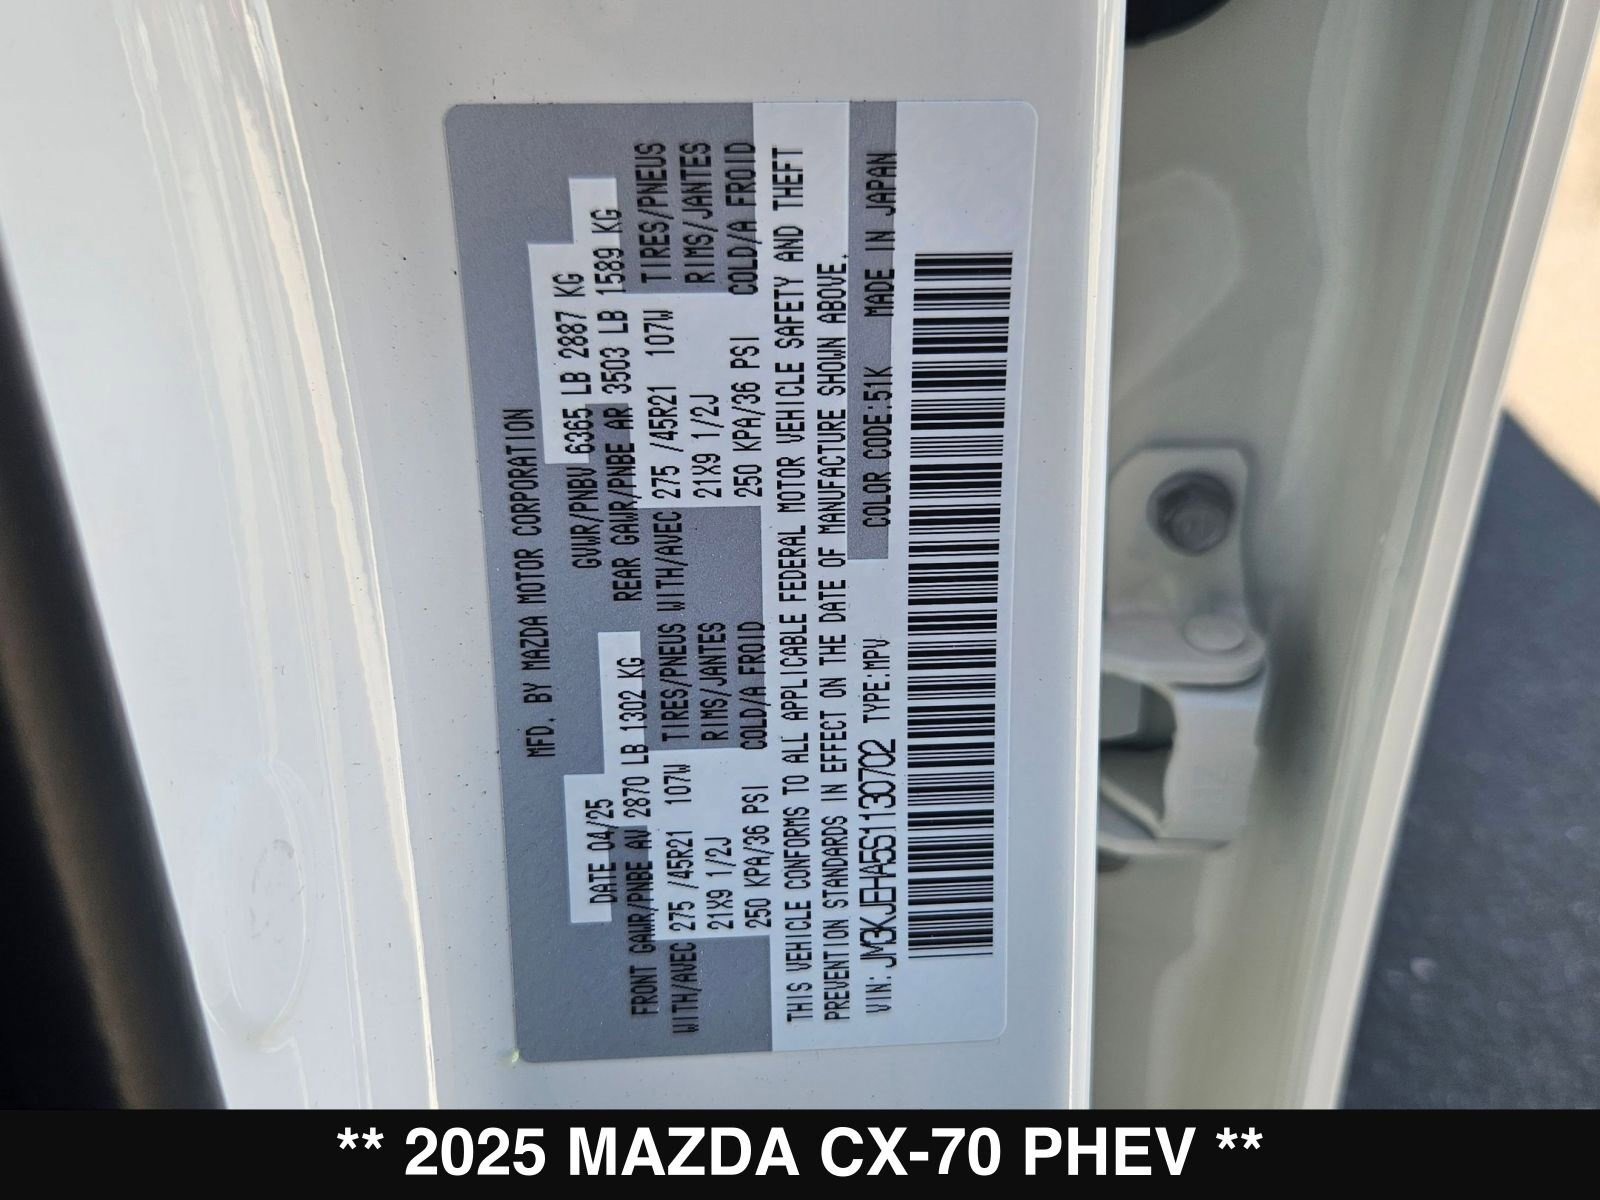 MFD. BY MAZDA MOTOR CORPORATION
DATE 04/25 GVWR/PNBV 6365 LB 2887 KG
FRONT GAWR/PNBE AV 2870 LB 1302 KG REAR GAWR/PNBE AR 3503 LB 1589 KG
WITH/AVEC 275 /45R21 107W TIRES/PNEUS WITH/AVEC 275 /45R21 107W TIRES/PNEUS
21X9 1/2J RIMS/JANTES 21X9 1/2J RIMS/JANTES
250 KPA/36 PSI COLD/A FROID 250 KPA/36 PSI COLD/A FROID
THIS VEHICLE CONFORMS TO ALL APPLICABLE FEDERAL MOTOR VEHICLE SAFETY AND THEFT
PREVENTION STANDARDS IN EFFECT ON THE DATE OF MANUFACTURE SHOWN ABOVE.
VIN: JM3KJEHA5S1130702 TYPE:MPV COLOR CODE:51K MADE IN JAPAN
** 2025 MAZDA CX-70 PHEV **